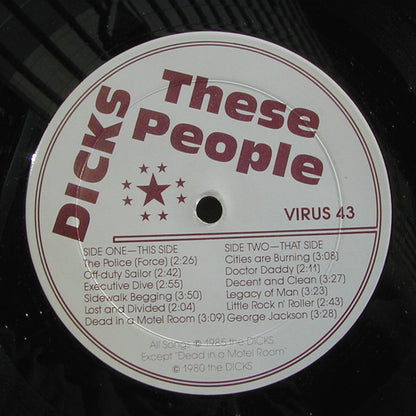 DICKS
These
People
VIRUS 43
SIDE ONE—THIS SIDE
The Police (Force) (2:26)
Off-duty Sailor (2:42)
Executive Dive (2:55)
Sidewalk Begging (3:50)
Lost and Divided (2:04)
Dead in a Motel Room (3:09)
SIDE TWO—THAT SIDE
Cities are Burning (3:08)
Doctor Daddy (2:11)
Decent and Clean (3:27)
Legacy of Man (3:23)
Little Rock n' Roller (2:43)
George Jackson (3:28)
All Songs © 1985 the DICKS
Except "Dead in a Motel Room"
© 1980 the DICKS